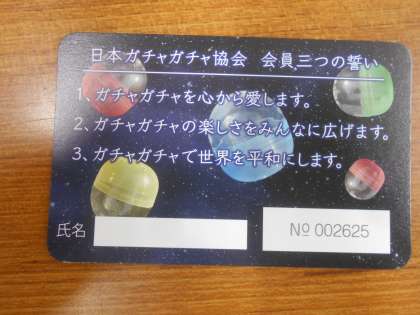 日本ガチャガチャ協会 会員三つの誓い
1、ガチャガチャを心から愛します。
2、ガチャガチャの楽しさをみんなに広げます。
3、ガチャガチャで世界を平和にします。
氏名
№ 002625